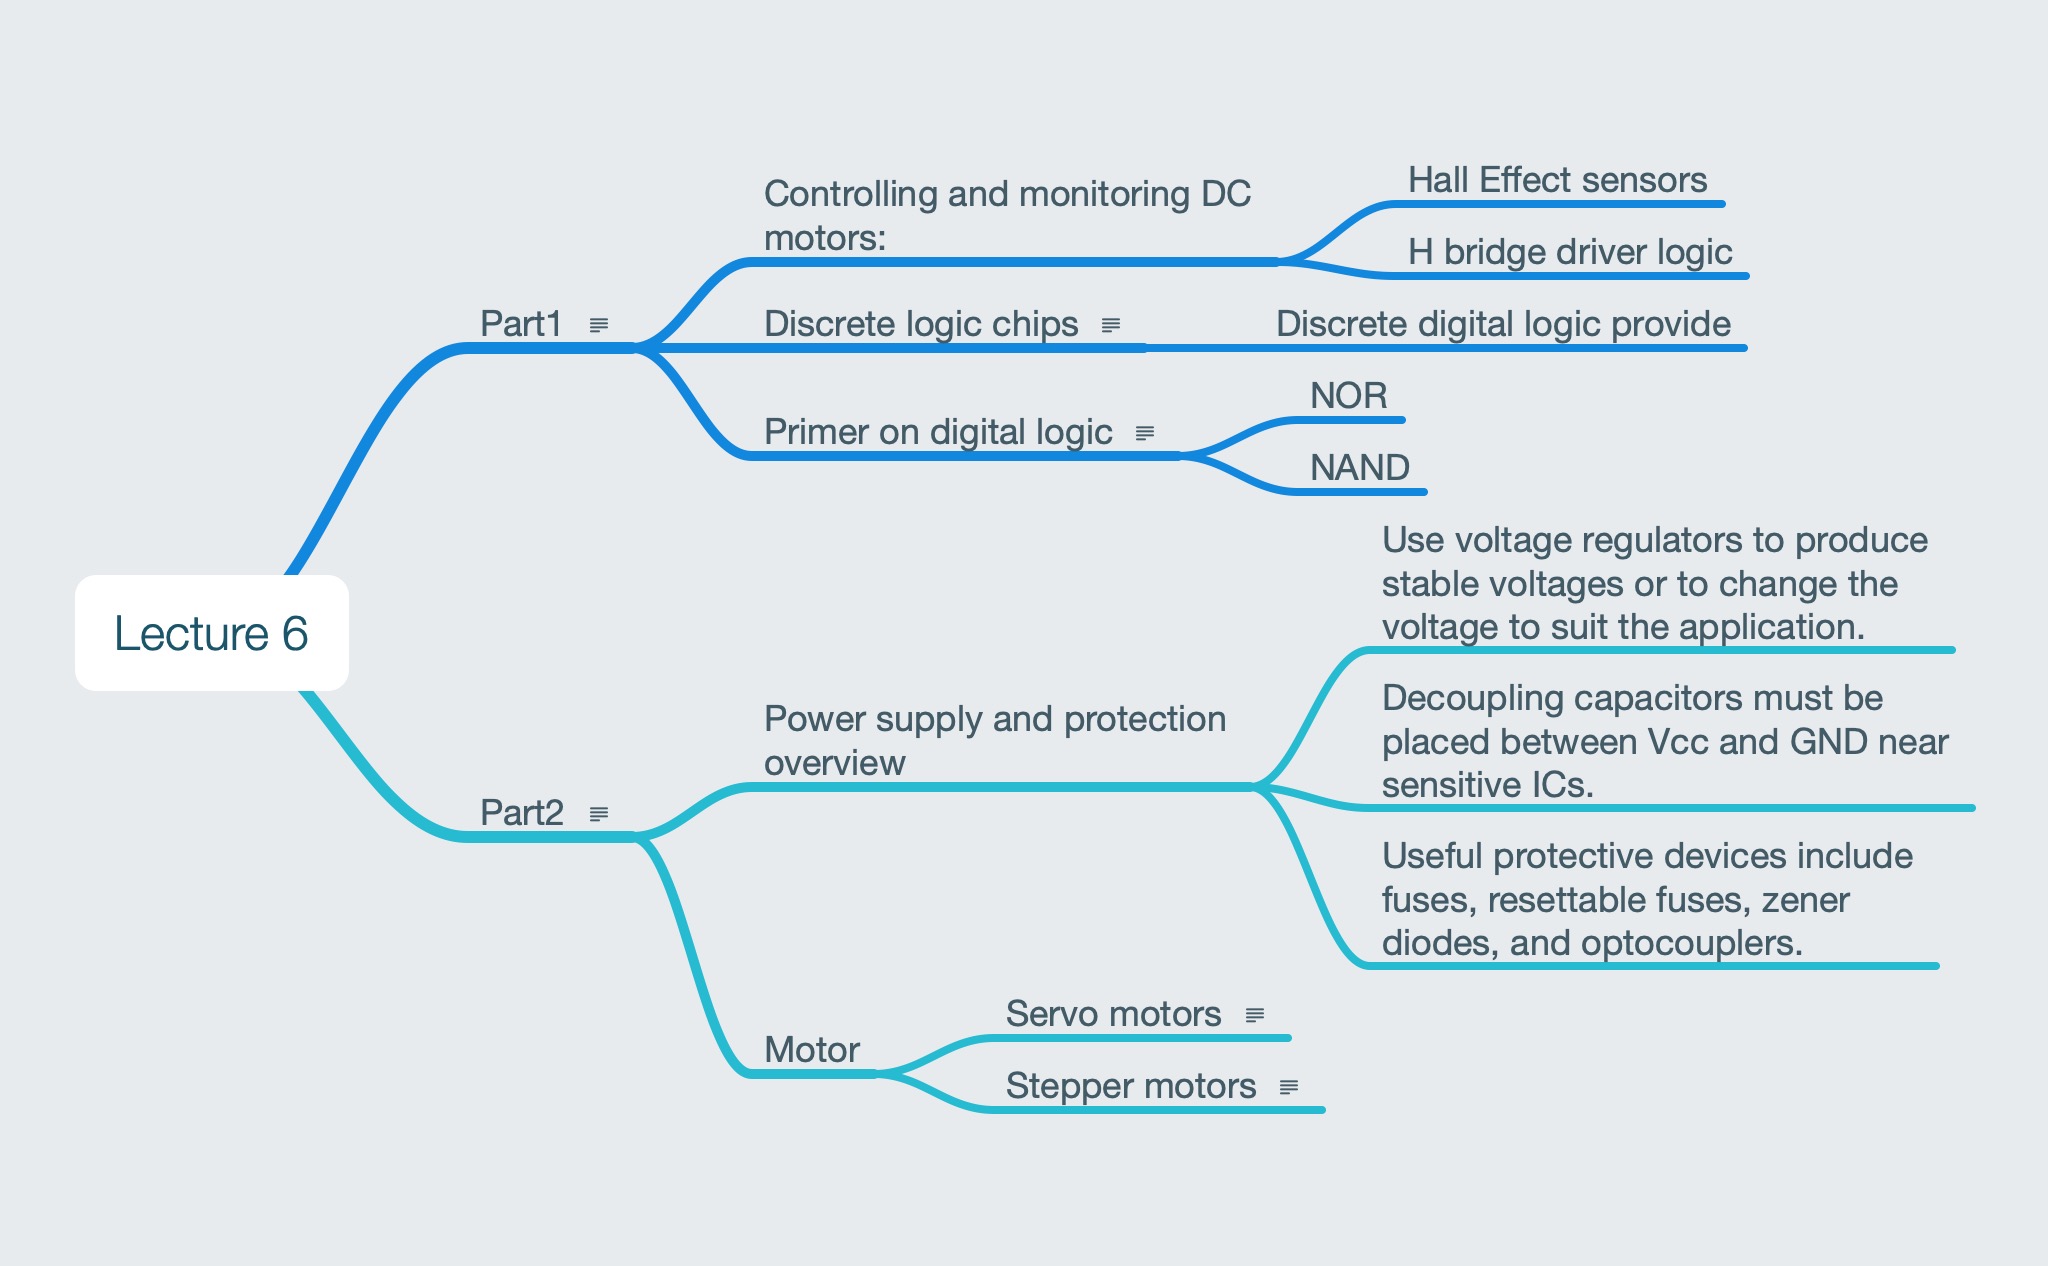 Lecture 6
Part1
Controlling and monitoring DC
motors:
Hall Effect sensors
H bridge driver logic
Discrete logic chips
Discrete digital logic provide
Primer on digital logic
NOR
NAND
Part2
Power supply and protection
overview
Use voltage regulators to produce
stable voltages or to change the
voltage to suit the application.
Decoupling capacitors must be
placed between Vcc and GND near
sensitive ICs.
Useful protective devices include
fuses, resettable fuses, zener
diodes, and optocouplers.
Motor
Servo motors
Stepper motors